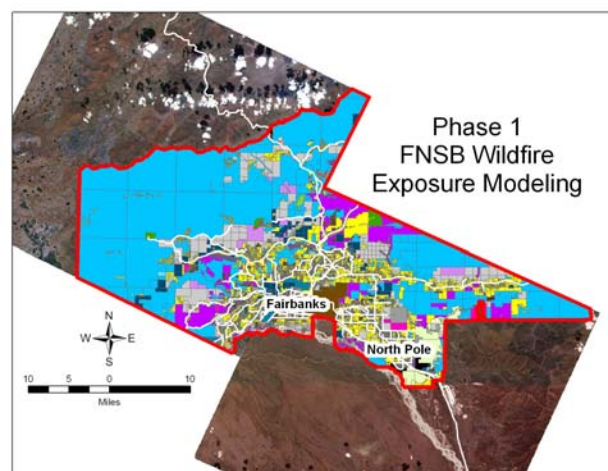 Phase 1
FNSB Wildfire
Exposure Modeling
Fairbanks
North Pole
N
W E
S
10 5 0 10
Miles